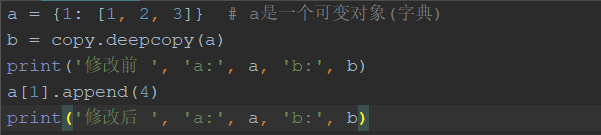 a = {1: [1, 2, 3]}  # a是一个可变对象(字典)
b = copy.deepcopy(a)
print('修改前 ', 'a:', a, 'b:', b)
a[1].append(4)
print('修改后 ', 'a:', a, 'b:', b)